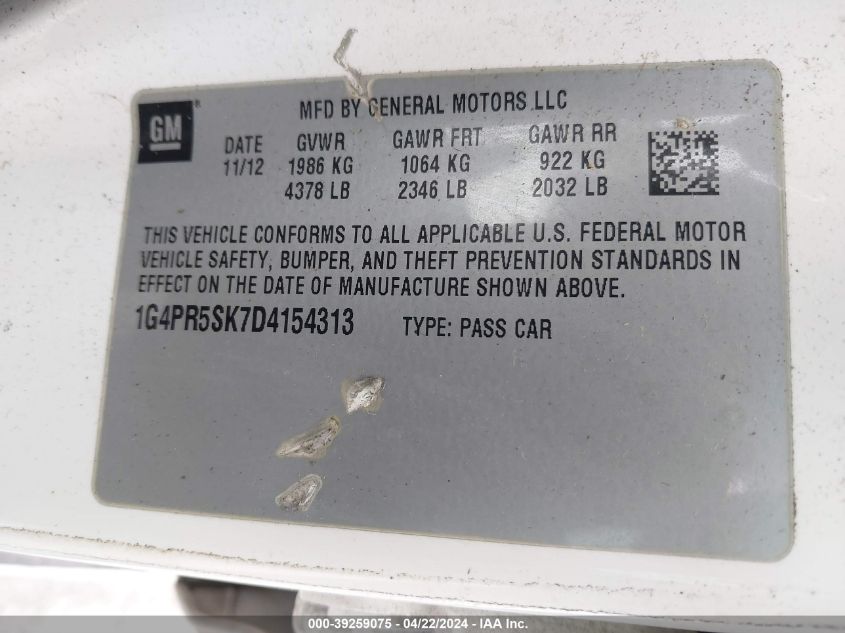 MFD BY GENERAL MOTORS LLC
GM®
DATE GVWR GAWR FRT GAWR RR
11/12 1986 KG 1064 KG 922 KG
4378 LB 2346 LB 2032 LB
THIS VEHICLE CONFORMS TO ALL APPLICABLE U.S. FEDERAL MOTOR
VEHICLE SAFETY, BUMPER, AND THEFT PREVENTION STANDARDS IN
EFFECT ON THE DATE OF MANUFACTURE SHOWN ABOVE.
1G4PR5SK7D4154313 TYPE: PASS CAR
000-39259075 - 04/22/2024 - IAA Inc.